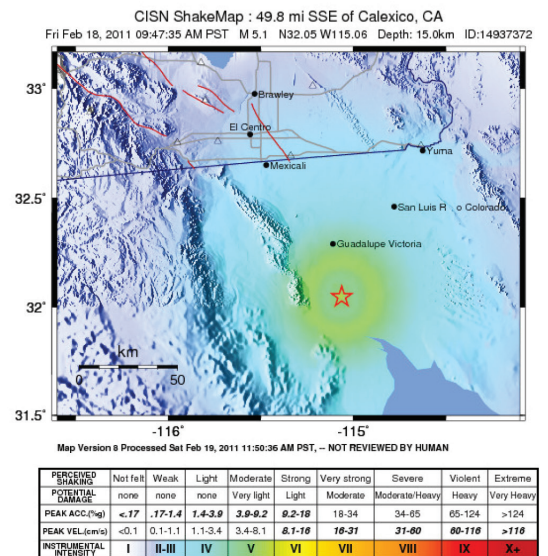 CISN ShakeMap : 49.8 mi SSE of Calexico, CA
Fri Feb 18, 2011 09:47:35 AM PST M 5.1 N32.05 W115.06 Depth: 15.0km ID:14937372
33°
Brawley
El Centro
Yuma
Mexicali
32.5°
San Luis R
Colorado
Guadalupe Victoria
32°
km
0 50
31.5°
-116° -115°
Map Version 8 Processed Sat Feb 19, 2011 11:50:36 AM PST, -- NOT REVIEWED BY HUMAN
PERCEIVED SHAKING Not felt Weak Light Moderate Strong Very strong Severe Violent Extreme
POTENTIAL DAMAGE none none none Very light Light Moderate Moderate/Heavy Heavy Very Heavy
PEAK ACC.(%g) <.17 .17-1.4 1.4-3.9 3.9-9.2 9.2-18 18-34 34-65 65-124 >124
PEAK VEL.(cm/s) <0.1 0.1-1.1 1.1-3.4 3.4-8.1 8.1-16 16-31 31-60 60-116 >116
INSTRUMENTAL INTENSITY I II-III IV V VI VII VIII IX X+